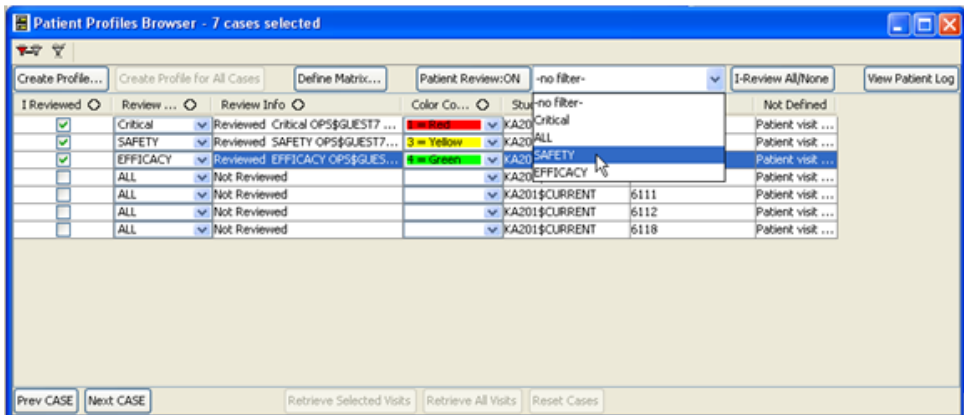 Patient Profiles Browser - 7 cases selected
Create Profile... Create Profile for All Cases Define Matrix... Patient Review:ON -no filter- I-Review All/None View Patient Log
I Reviewed Review ... Review Info Color Co... Stu Not Defined
-no filter-
Critical
ALL
SAFETY
EFFICACY
Critical Reviewed Critical OPS$GUEST7 ... 1 = Red KA20 Patient visit ...
SAFETY Reviewed SAFETY OPS$GUEST7... 3 = Yellow KA20 Patient visit ...
EFFICACY Reviewed EFFICACY OPS$GUES... 4 = Green KA20 Patient visit ...
ALL Not Reviewed KA20 Patient visit ...
ALL Not Reviewed KA201$CURRENT 6111 Patient visit ...
ALL Not Reviewed KA201$CURRENT 6112 Patient visit ...
ALL Not Reviewed KA201$CURRENT 6118 Patient visit ...
Prev CASE Next CASE Retrieve Selected Visits Retrieve All Visits Reset Cases